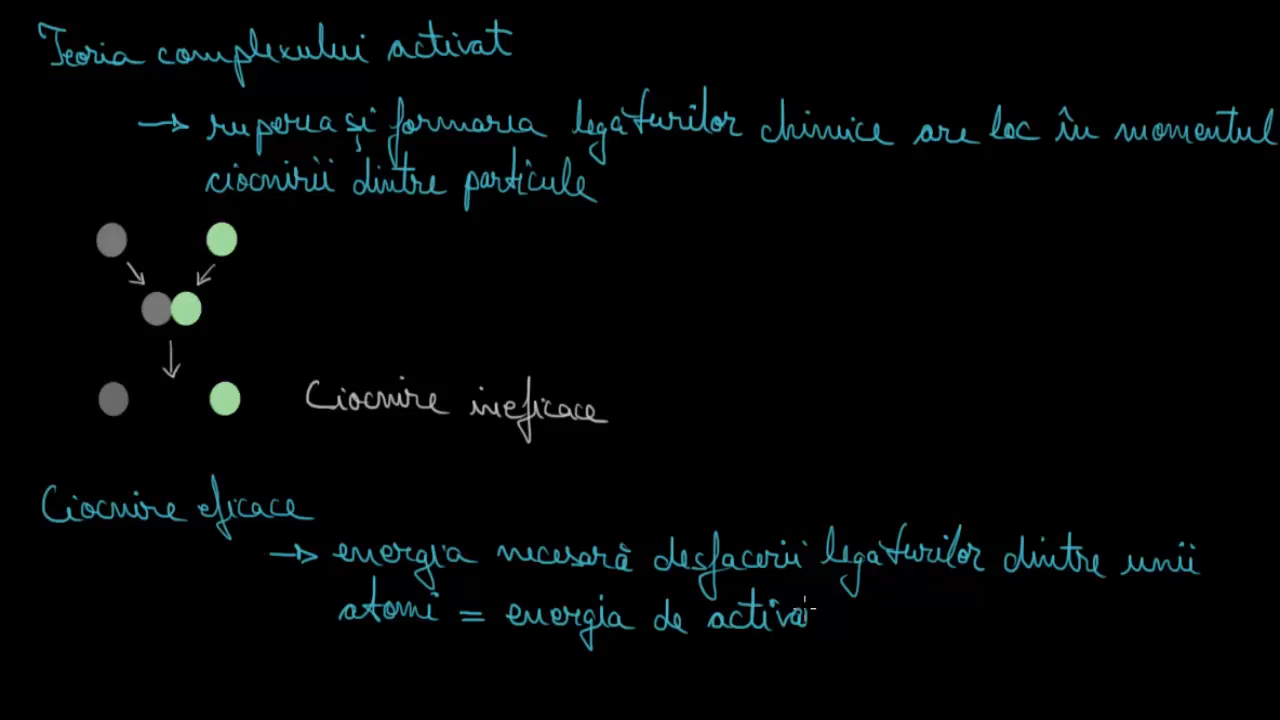 Teoria complexului activat
→ ruperea și formarea legăturilor chimice are loc în momentul
ciocnirii dintre particule
Ciocnire ineficace
Ciocnire eficace
→ energia necesară desfacerii legăturilor dintre unii
atomi = energia de activa